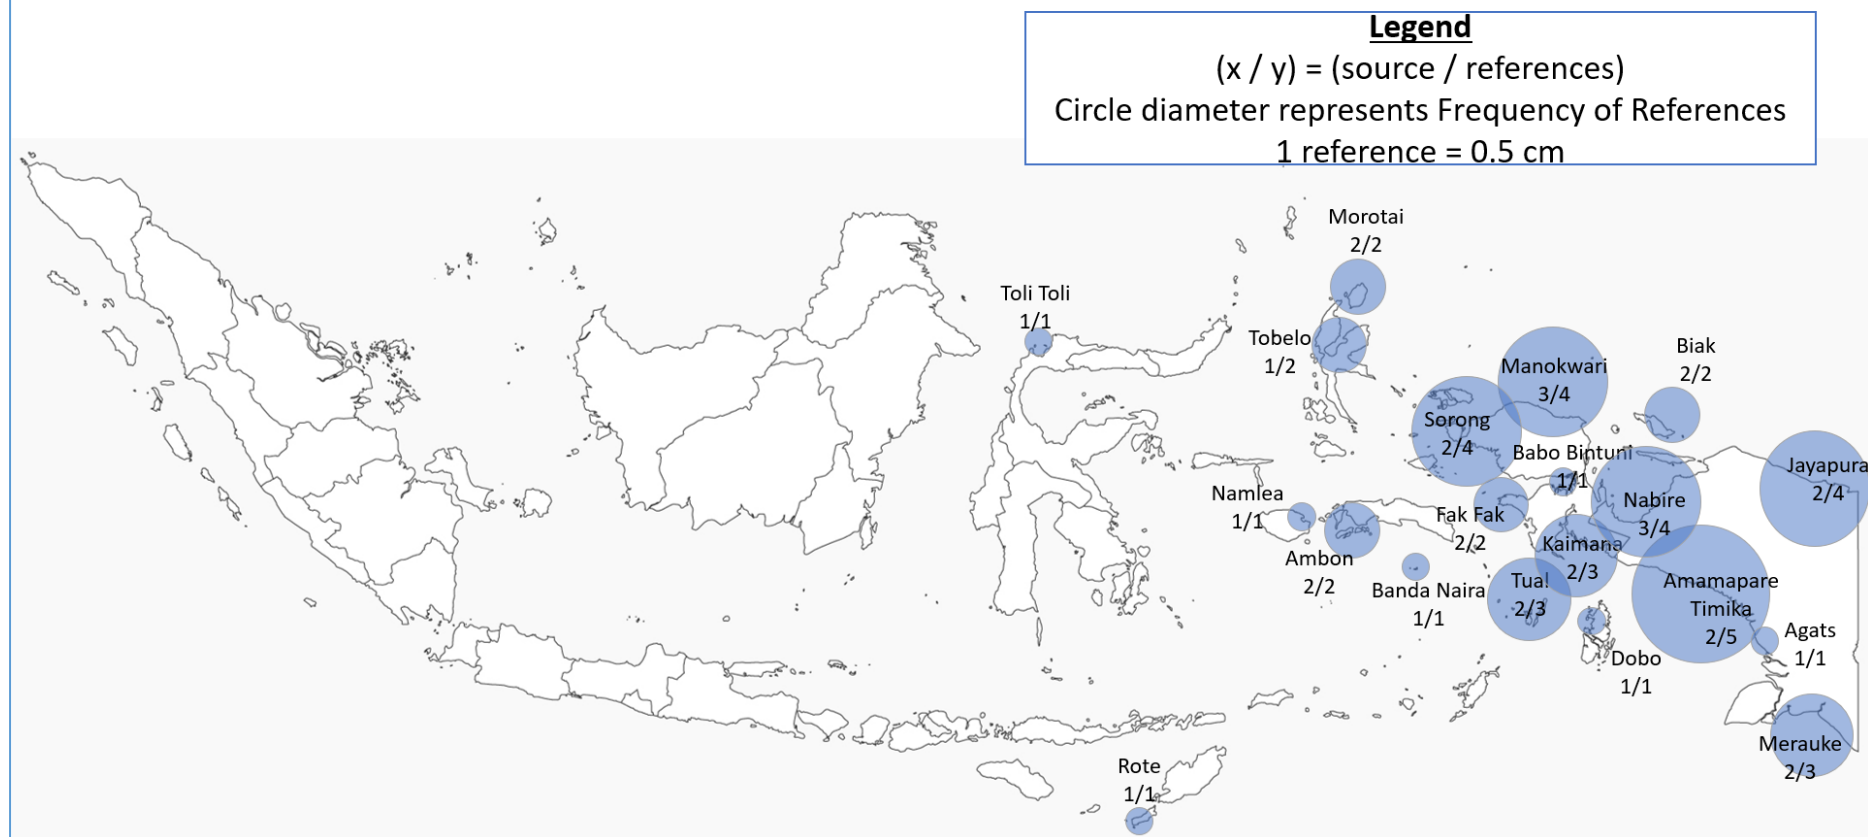 Legend
(x / y) = (source / references)
Circle diameter represents Frequency of References
1 reference = 0.5 cm
Morotai
2/2
Toli Toli
1/1
Tobelo
1/2
Manokwari
3/4
Biak
2/2
Sorong
2/4
Babo Bintuni
1/1
Jayapura
2/4
Namlea
1/1
Nabire
3/4
Fak Fak
2/2
Kaimana
2/3
Ambon
2/2
Banda Naira
1/1
Tual
2/3
Amamapare
Timika
2/5
Agats
1/1
Dobo
1/1
Merauke
2/3
Rote
1/1